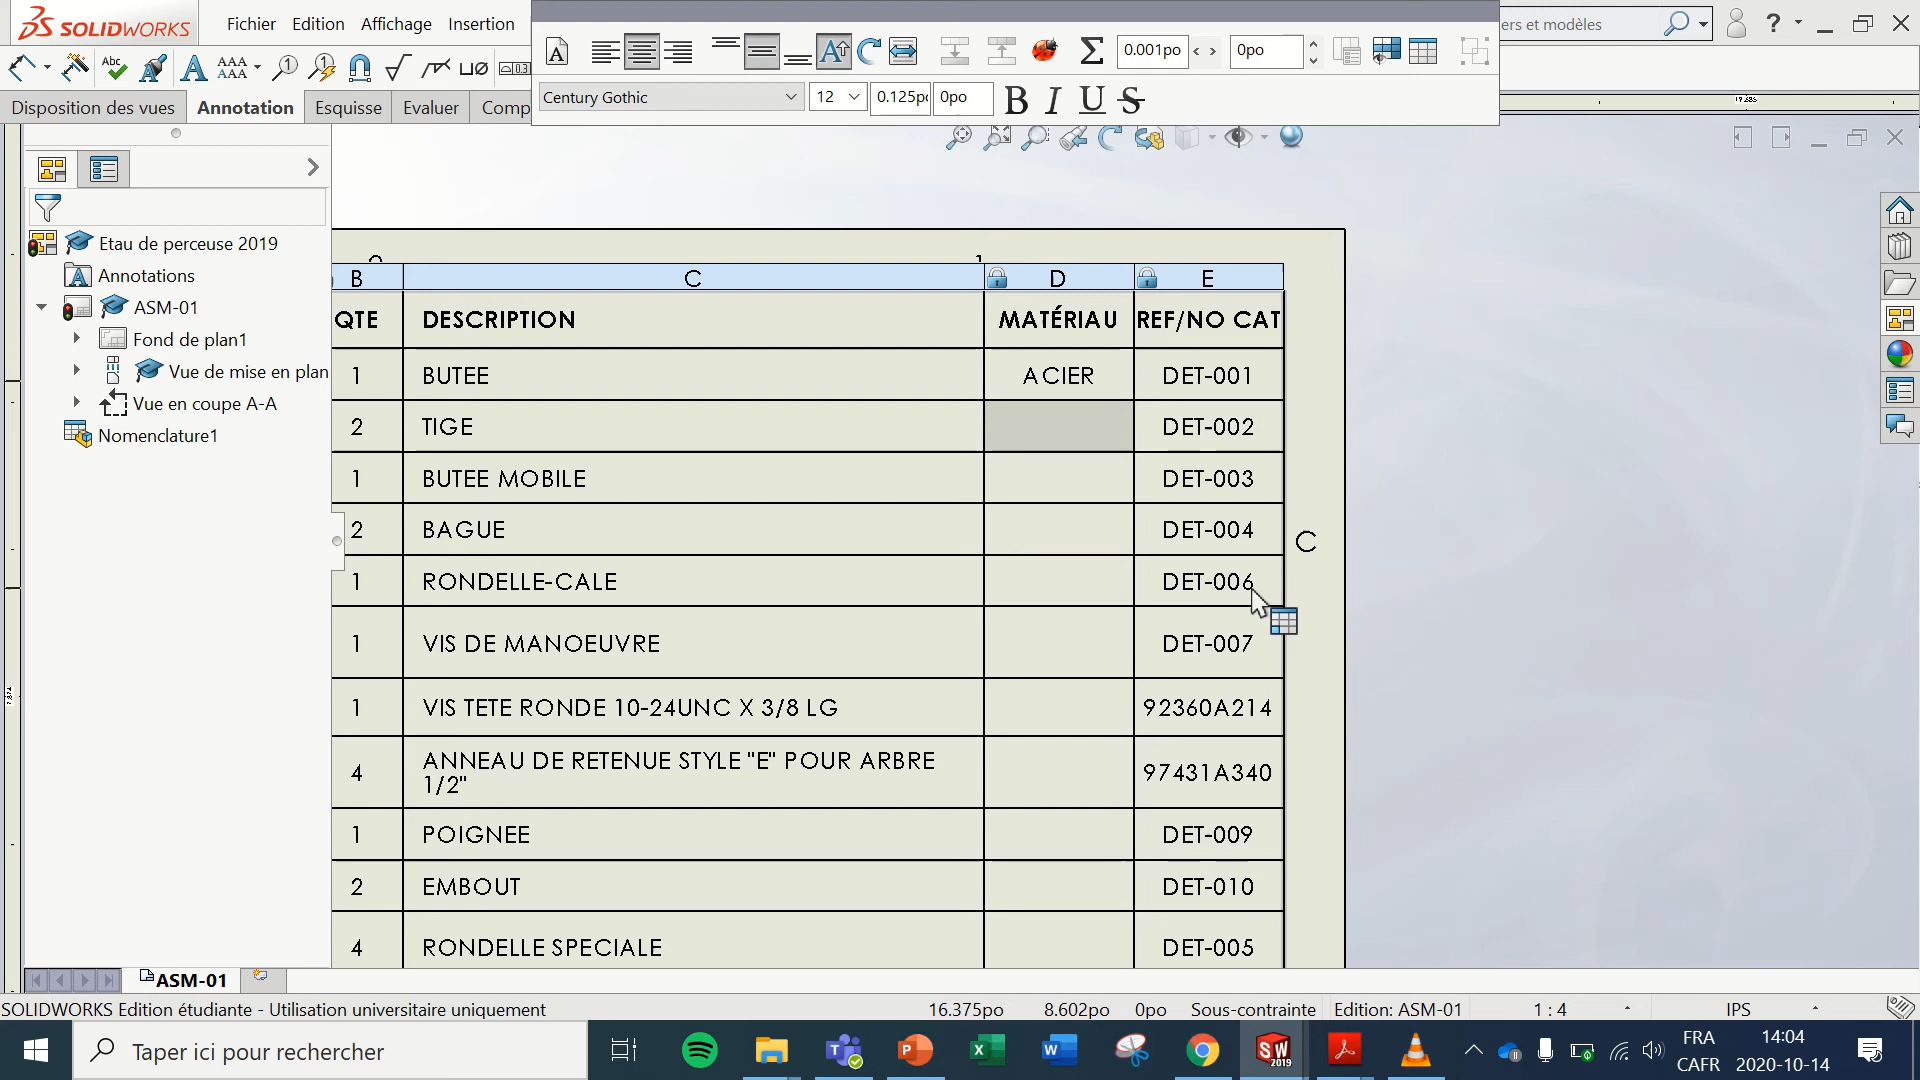 SOLIDWORKS
Fichier Edition Affichage Insertion
ers et modèles
0.001po
0po
Century Gothic
12
0.125po
0po
B I U S
Disposition des vues Annotation Esquisse Evaluer Comp
Etau de perceuse 2019
Annotations
ASM-01
Fond de plan1
Vue de mise en plan
Vue en coupe A-A
Nomenclature1
B C D E
QTE DESCRIPTION MATÉRIAU REF/NO CAT
1 BUTEE ACIER DET-001
2 TIGE DET-002
1 BUTEE MOBILE DET-003
2 BAGUE DET-004
C
1 RONDELLE-CALE DET-006
1 VIS DE MANOEUVRE DET-007
1 VIS TETE RONDE 10-24UNC X 3/8 LG 92360A214
4 ANNEAU DE RETENUE STYLE "E" POUR ARBRE
1/2" 97431A340
1 POIGNEE DET-009
2 EMBOUT DET-010
4 RONDELLE SPECIALE DET-005
ASM-01
SOLIDWORKS Edition étudiante - Utilisation universitaire uniquement
16.375po 8.602po 0po Sous-contrainte Edition: ASM-01 1 : 4 IPS
Taper ici pour rechercher
FRA
CAFR
14:04
2020-10-14